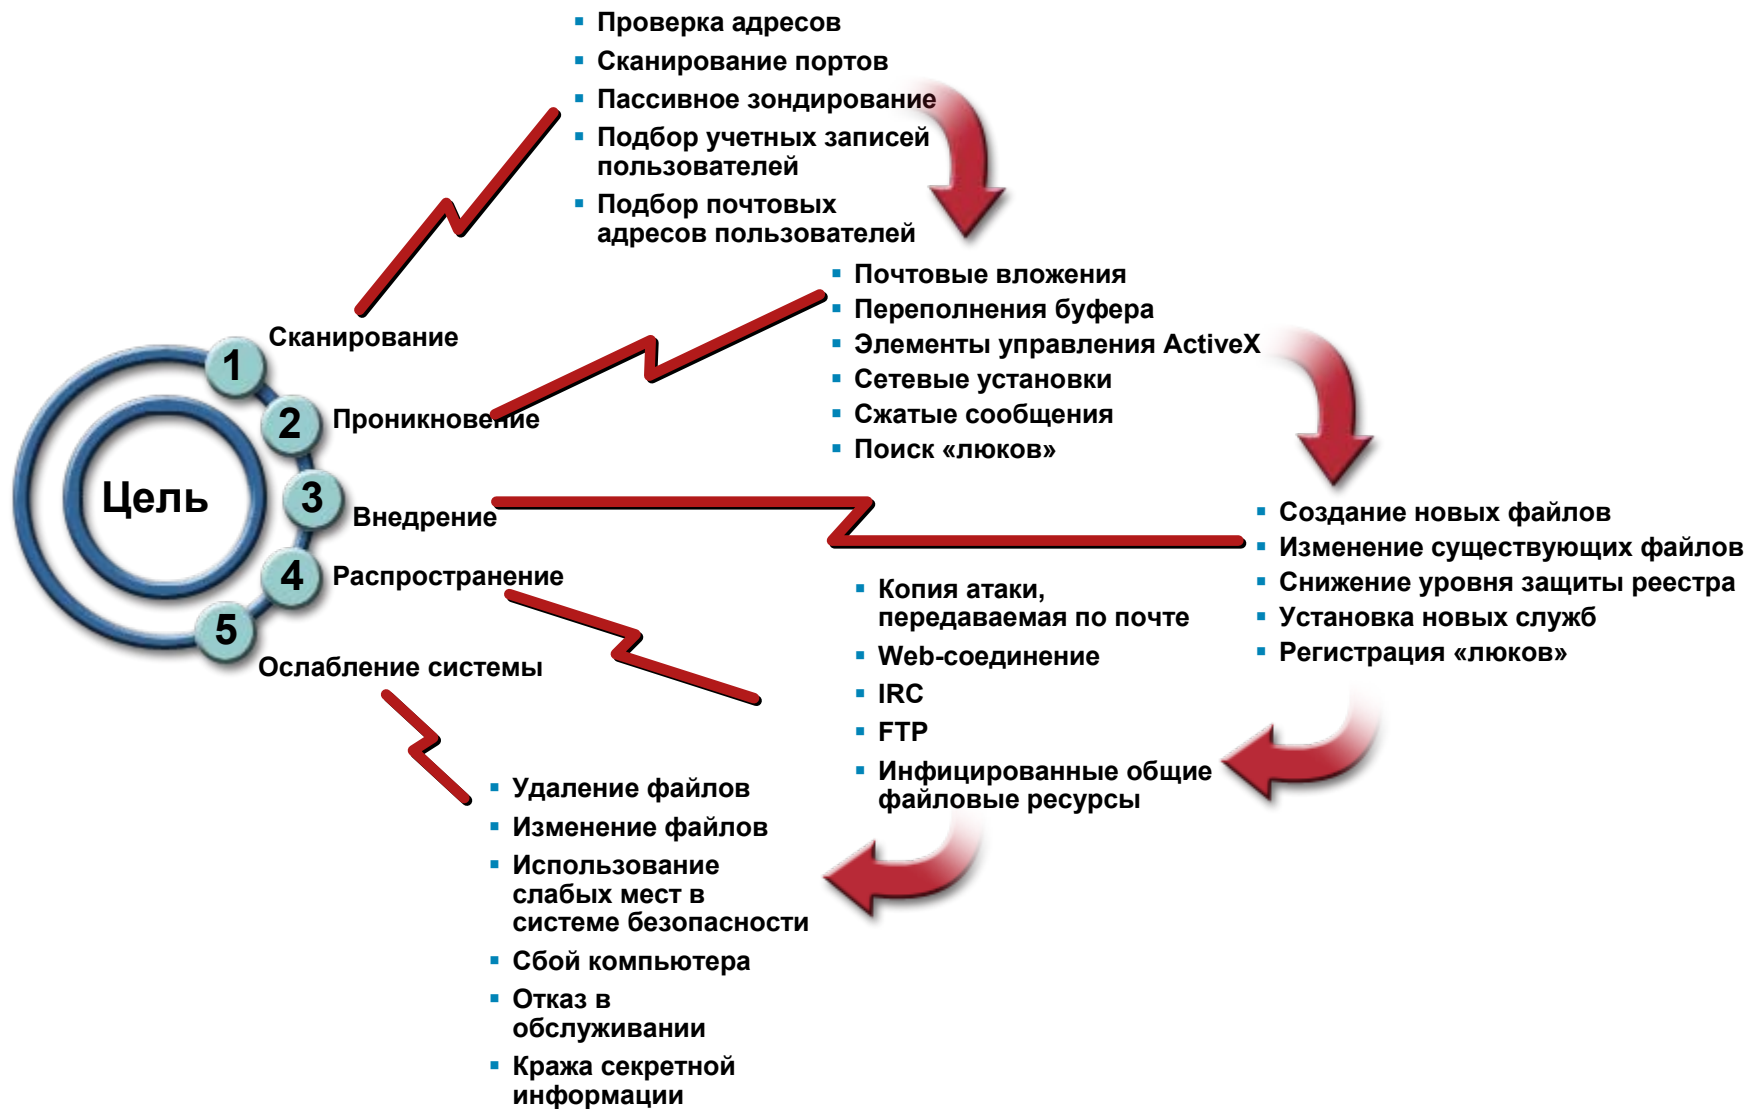 Проверка адресов
Сканирование портов
Пассивное зондирование
Подбор учетных записей
пользователей
Подбор почтовых
адресов пользователей
Почтовые вложения
Переполнения буфера
Элементы управления ActiveX
Сетевые установки
Сжатые сообщения
Поиск «люков»
Создание новых файлов
Изменение существующих файлов
Снижение уровня защиты реестра
Установка новых служб
Регистрация «люков»
Копия атаки,
передаваемая по почте
Web-соединение
IRC
FTP
Инфицированные общие
файловые ресурсы
Удаление файлов
Изменение файлов
Использование
слабых мест в
системе безопасности
Сбой компьютера
Отказ в
обслуживании
Кража секретной
информации
Цель
1
Сканирование
2
Проникновение
3
Внедрение
4
Распространение
5
Ослабление системы